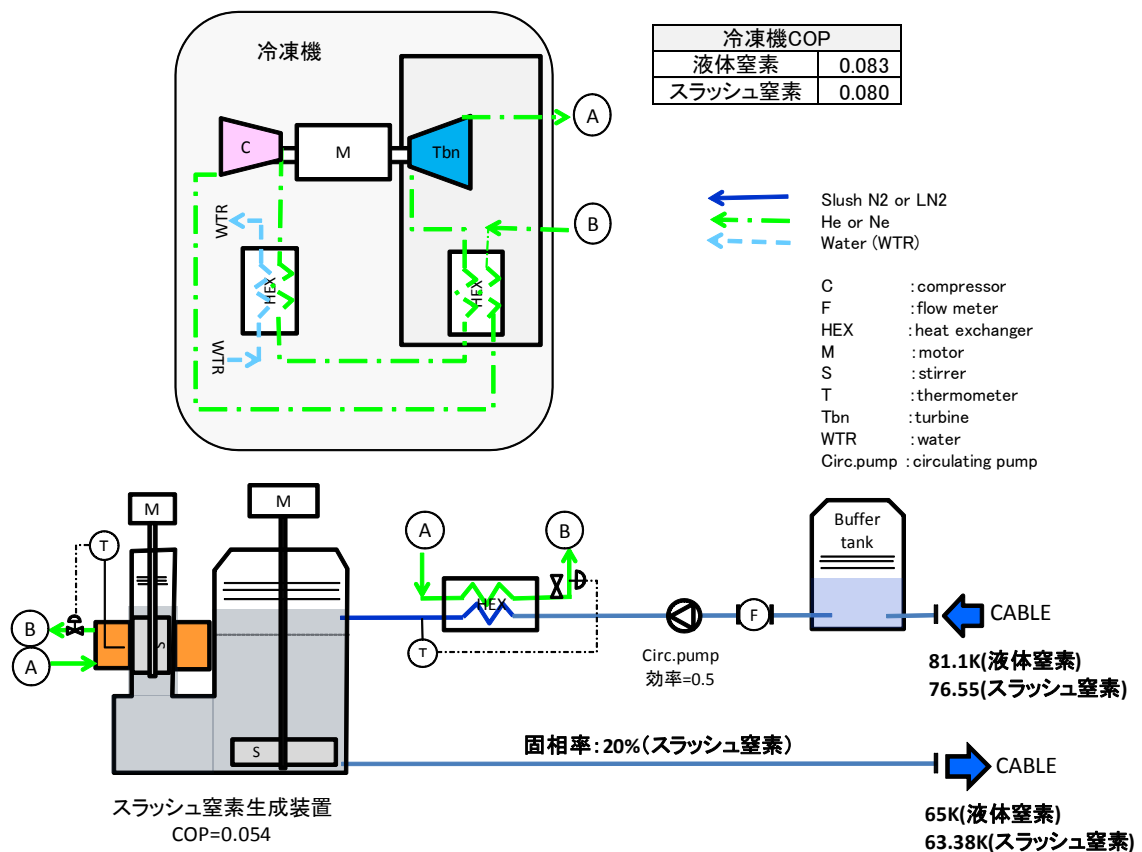 冷凍機
C
M
Tbn
A
B
WTR
HEX
WTR
HEX
冷凍機COP
液体窒素 0.083
スラッシュ窒素 0.080
Slush N2 or LN2
He or Ne
Water (WTR)
C :compressor
F :flow meter
HEX :heat exchanger
M :motor
S :stirrer
T :thermometer
Tbn :turbine
WTR :water
Circ.pump :circulating pump
M
M
T
B
A
S
S
A
B
HEX
T
Circ.pump
効率=0.5
F
Buffer
tank
CABLE
81.1K(液体窒素)
76.55(スラッシュ窒素)
固相率:20%(スラッシュ窒素)
CABLE
65K(液体窒素)
63.38K(スラッシュ窒素)
スラッシュ窒素生成装置
COP=0.054